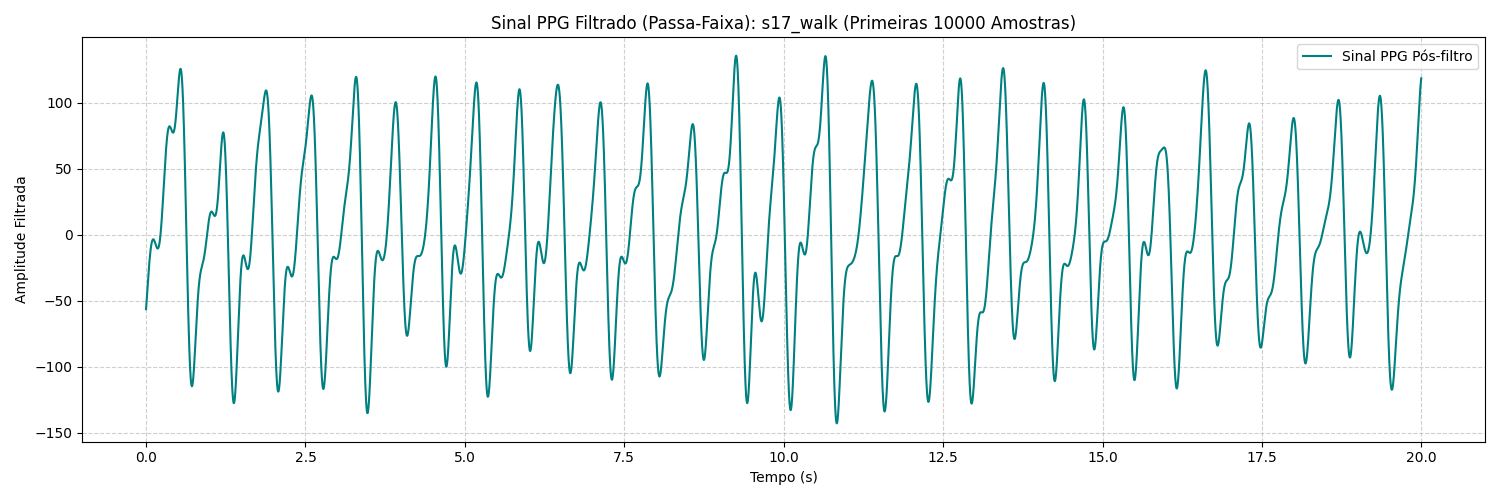 Sinal PPG Filtrado (Passa-Faixa): s17_walk (Primeiras 10000 Amostras)
Sinal PPG Pós-filtro
Amplitude Filtrada
100
50
0
−50
−100
−150
0.0 2.5 5.0 7.5 10.0 12.5 15.0 17.5 20.0
Tempo (s)